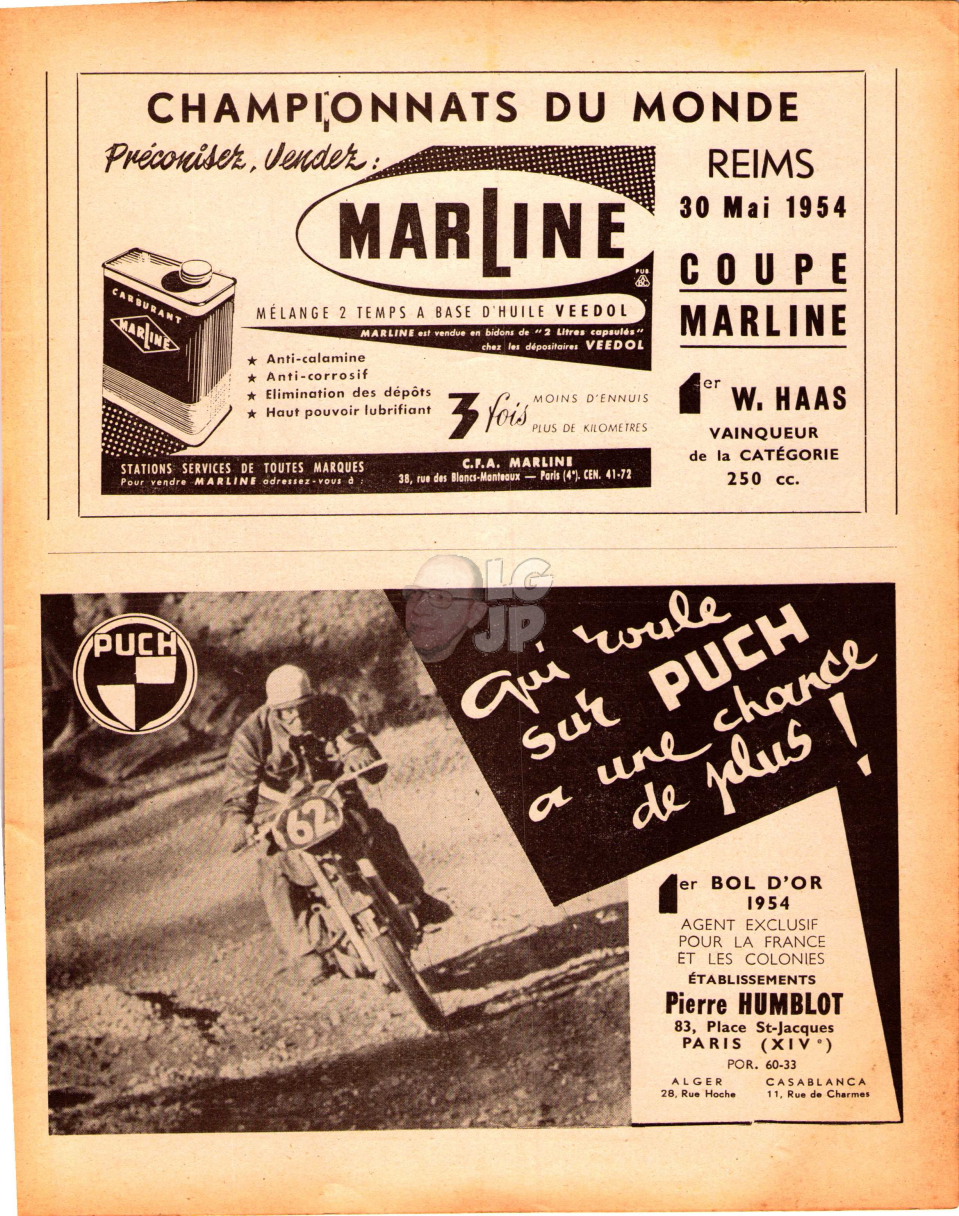 CHAMPIONNATS DU MONDE
Préconisez, Vendez :
MARLINE
PUB.
MÉLANGE 2 TEMPS A BASE D'HUILE VEEDOL
MARLINE est vendue en bidons de "2 Litres capsulés"
chez les dépositaires VEEDOL
CARBURANT
MARLINE
★ Anti-calamine
★ Anti-corrosif
★ Elimination des dépôts
★ Haut pouvoir lubrifiant
3 fois
MOINS D'ENNUIS
PLUS DE KILOMETRES
STATIONS SERVICES DE TOUTES MARQUES
Pour vendre MARLINE adressez-vous à
C.F.A. MARLINE
38, rue des Blancs-Manteaux — Paris (4e). CEN. 41-72
REIMS
30 Mai 1954
COUPE
MARLINE
1er W. HAAS
VAINQUEUR
de la CATÉGORIE
250 cc.
LG
JP
PUCH
62
qui roule
sur PUCH
a une chance
de plus !
1er BOL D'OR
1954
AGENT EXCLUSIF
POUR LA FRANCE
ET LES COLONIES
ÉTABLISSEMENTS
Pierre HUMBLOT
83, Place St-Jacques
PARIS (XIVe)
POR. 60-33
ALGER
28, Rue Hoche
CASABLANCA
11, Rue de Charmes